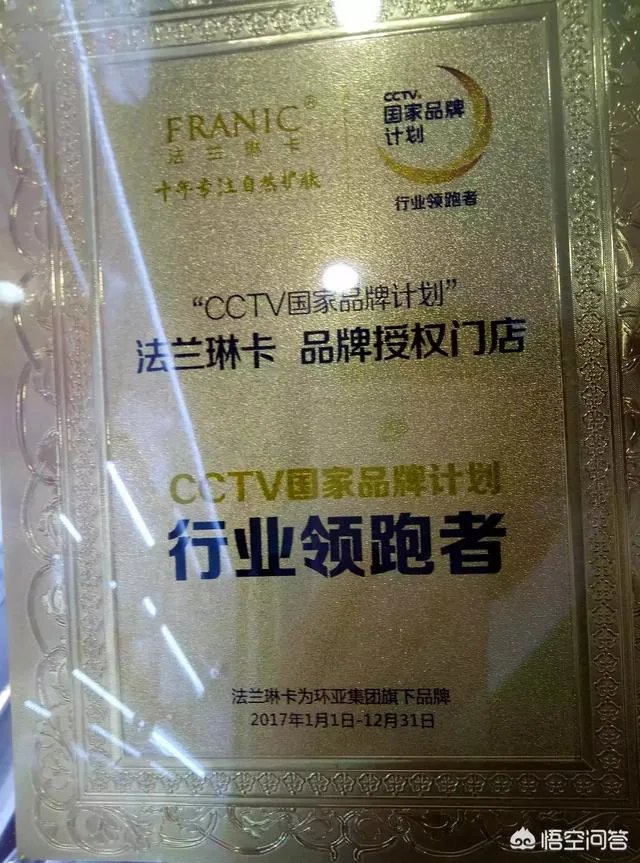 FRANIC®
法兰琳卡
十年专注自然护肤
CCTV.
国家品牌
计划
行业领跑者
“CCTV国家品牌计划”
法兰琳卡 品牌授权门店
CCTV国家品牌计划
行业领跑者
法兰琳卡为环亚集团旗下品牌
2017年1月1日-12月31日
悟空问答